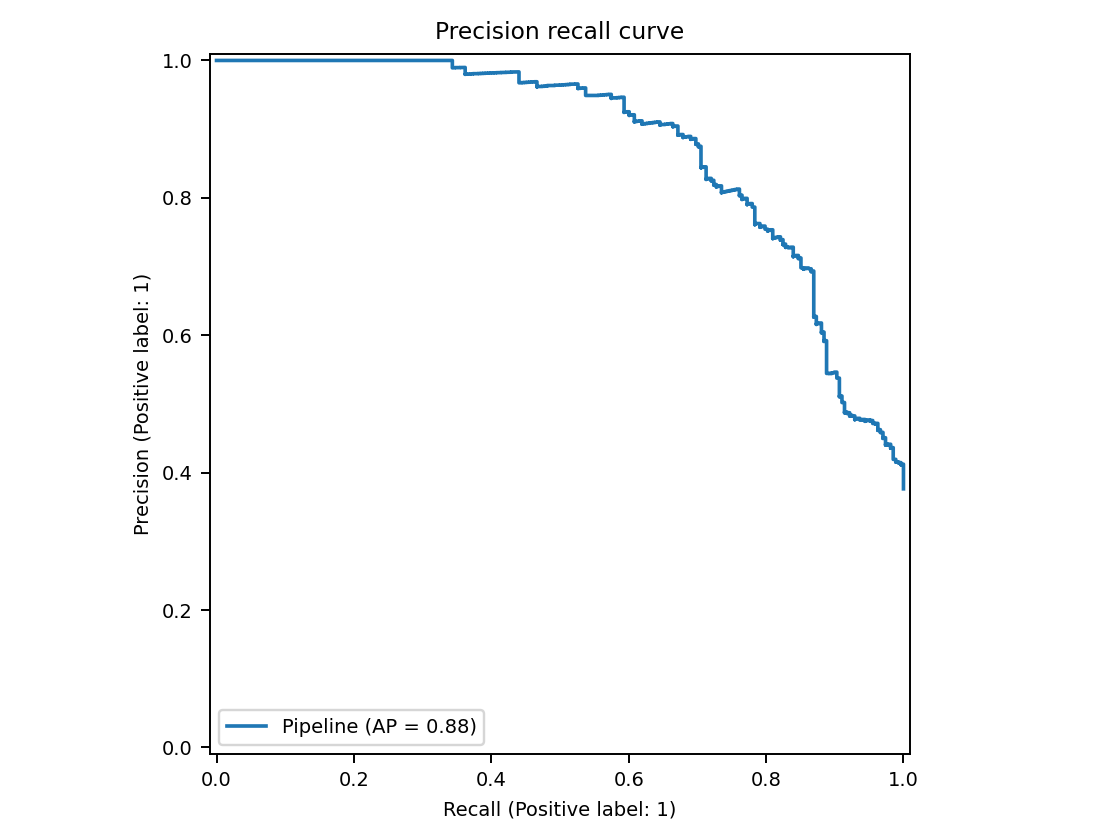 Precision recall curve
1.0
0.8
0.6
0.4
0.2
0.0
Precision (Positive label: 1)
Pipeline (AP = 0.88)
0.0 0.2 0.4 0.6 0.8 1.0
Recall (Positive label: 1)